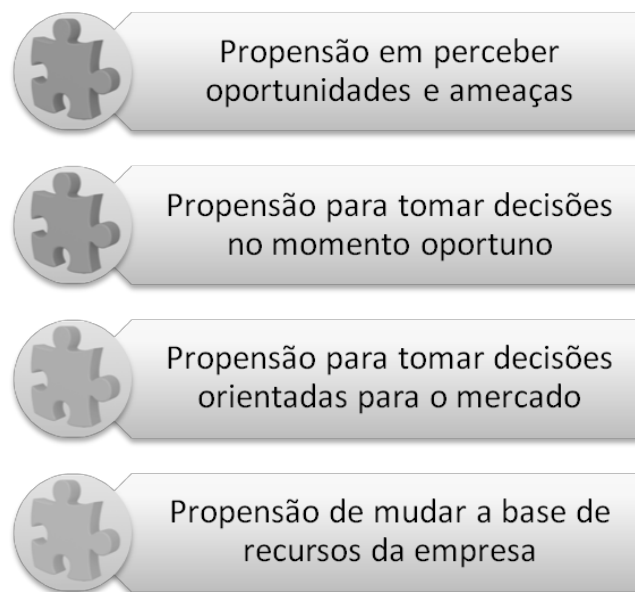 Propensão em perceber
oportunidades e ameaças
Propensão para tomar decisões
no momento oportuno
Propensão para tomar decisões
orientadas para o mercado
Propensão de mudar a base de
recursos da empresa